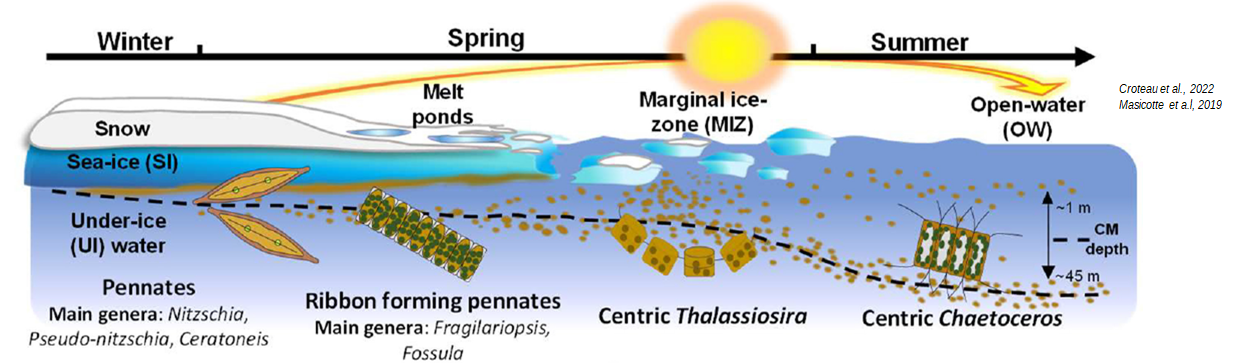 Winter
Spring
Summer
Croteau et al., 2022
Masicotte et a.l, 2019
Melt
ponds
Marginal ice-
zone (MIZ)
Open-water
(OW)
Snow
Sea-ice (SI)
Under-ice
(UI) water
~1 m
CM
depth
~45 m
Pennates
Main genera: Nitzschia,
Pseudo-nitzschia, Ceratoneis
Ribbon forming pennates
Main genera: Fragilariopsis,
Fossula
Centric Thalassiosira
Centric Chaetoceros